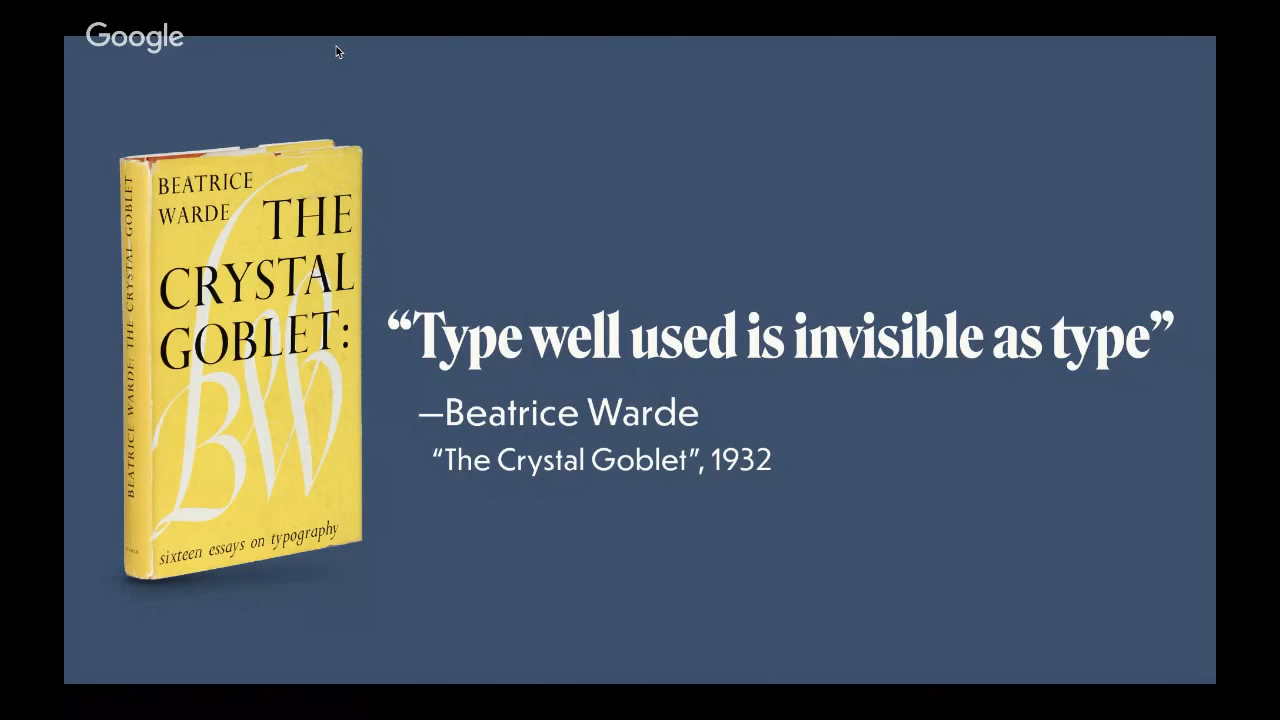 Google
BEATRICE WARDE: THE CRYSTAL GOBLET
BEATRICE
WARDE
THE
CRYSTAL
GOBLET:
BW
sixteen essays on typography
“Type well used is invisible as type”
—Beatrice Warde
“The Crystal Goblet”, 1932